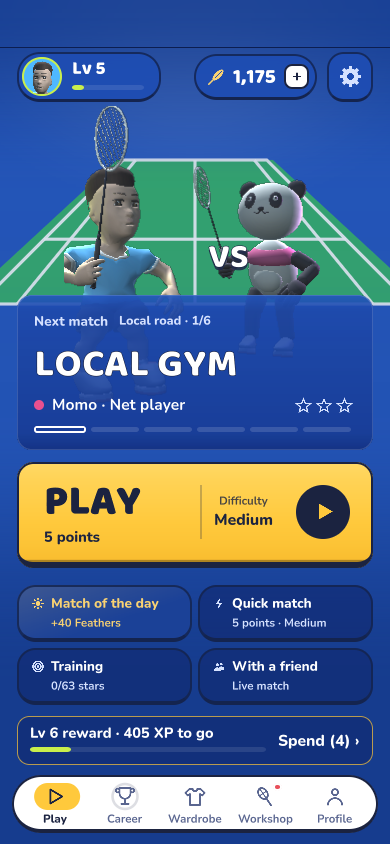 Lv 5
1,175
+
VS
Next match Local road · 1/6
LOCAL GYM
Momo · Net player
PLAY
5 points
Difficulty
Medium
Match of the day
+40 Feathers
Quick match
5 points · Medium
Training
0/63 stars
With a friend
Live match
Lv 6 reward · 405 XP to go
Spend (4) ›
Play
Career
Wardrobe
Workshop
Profile